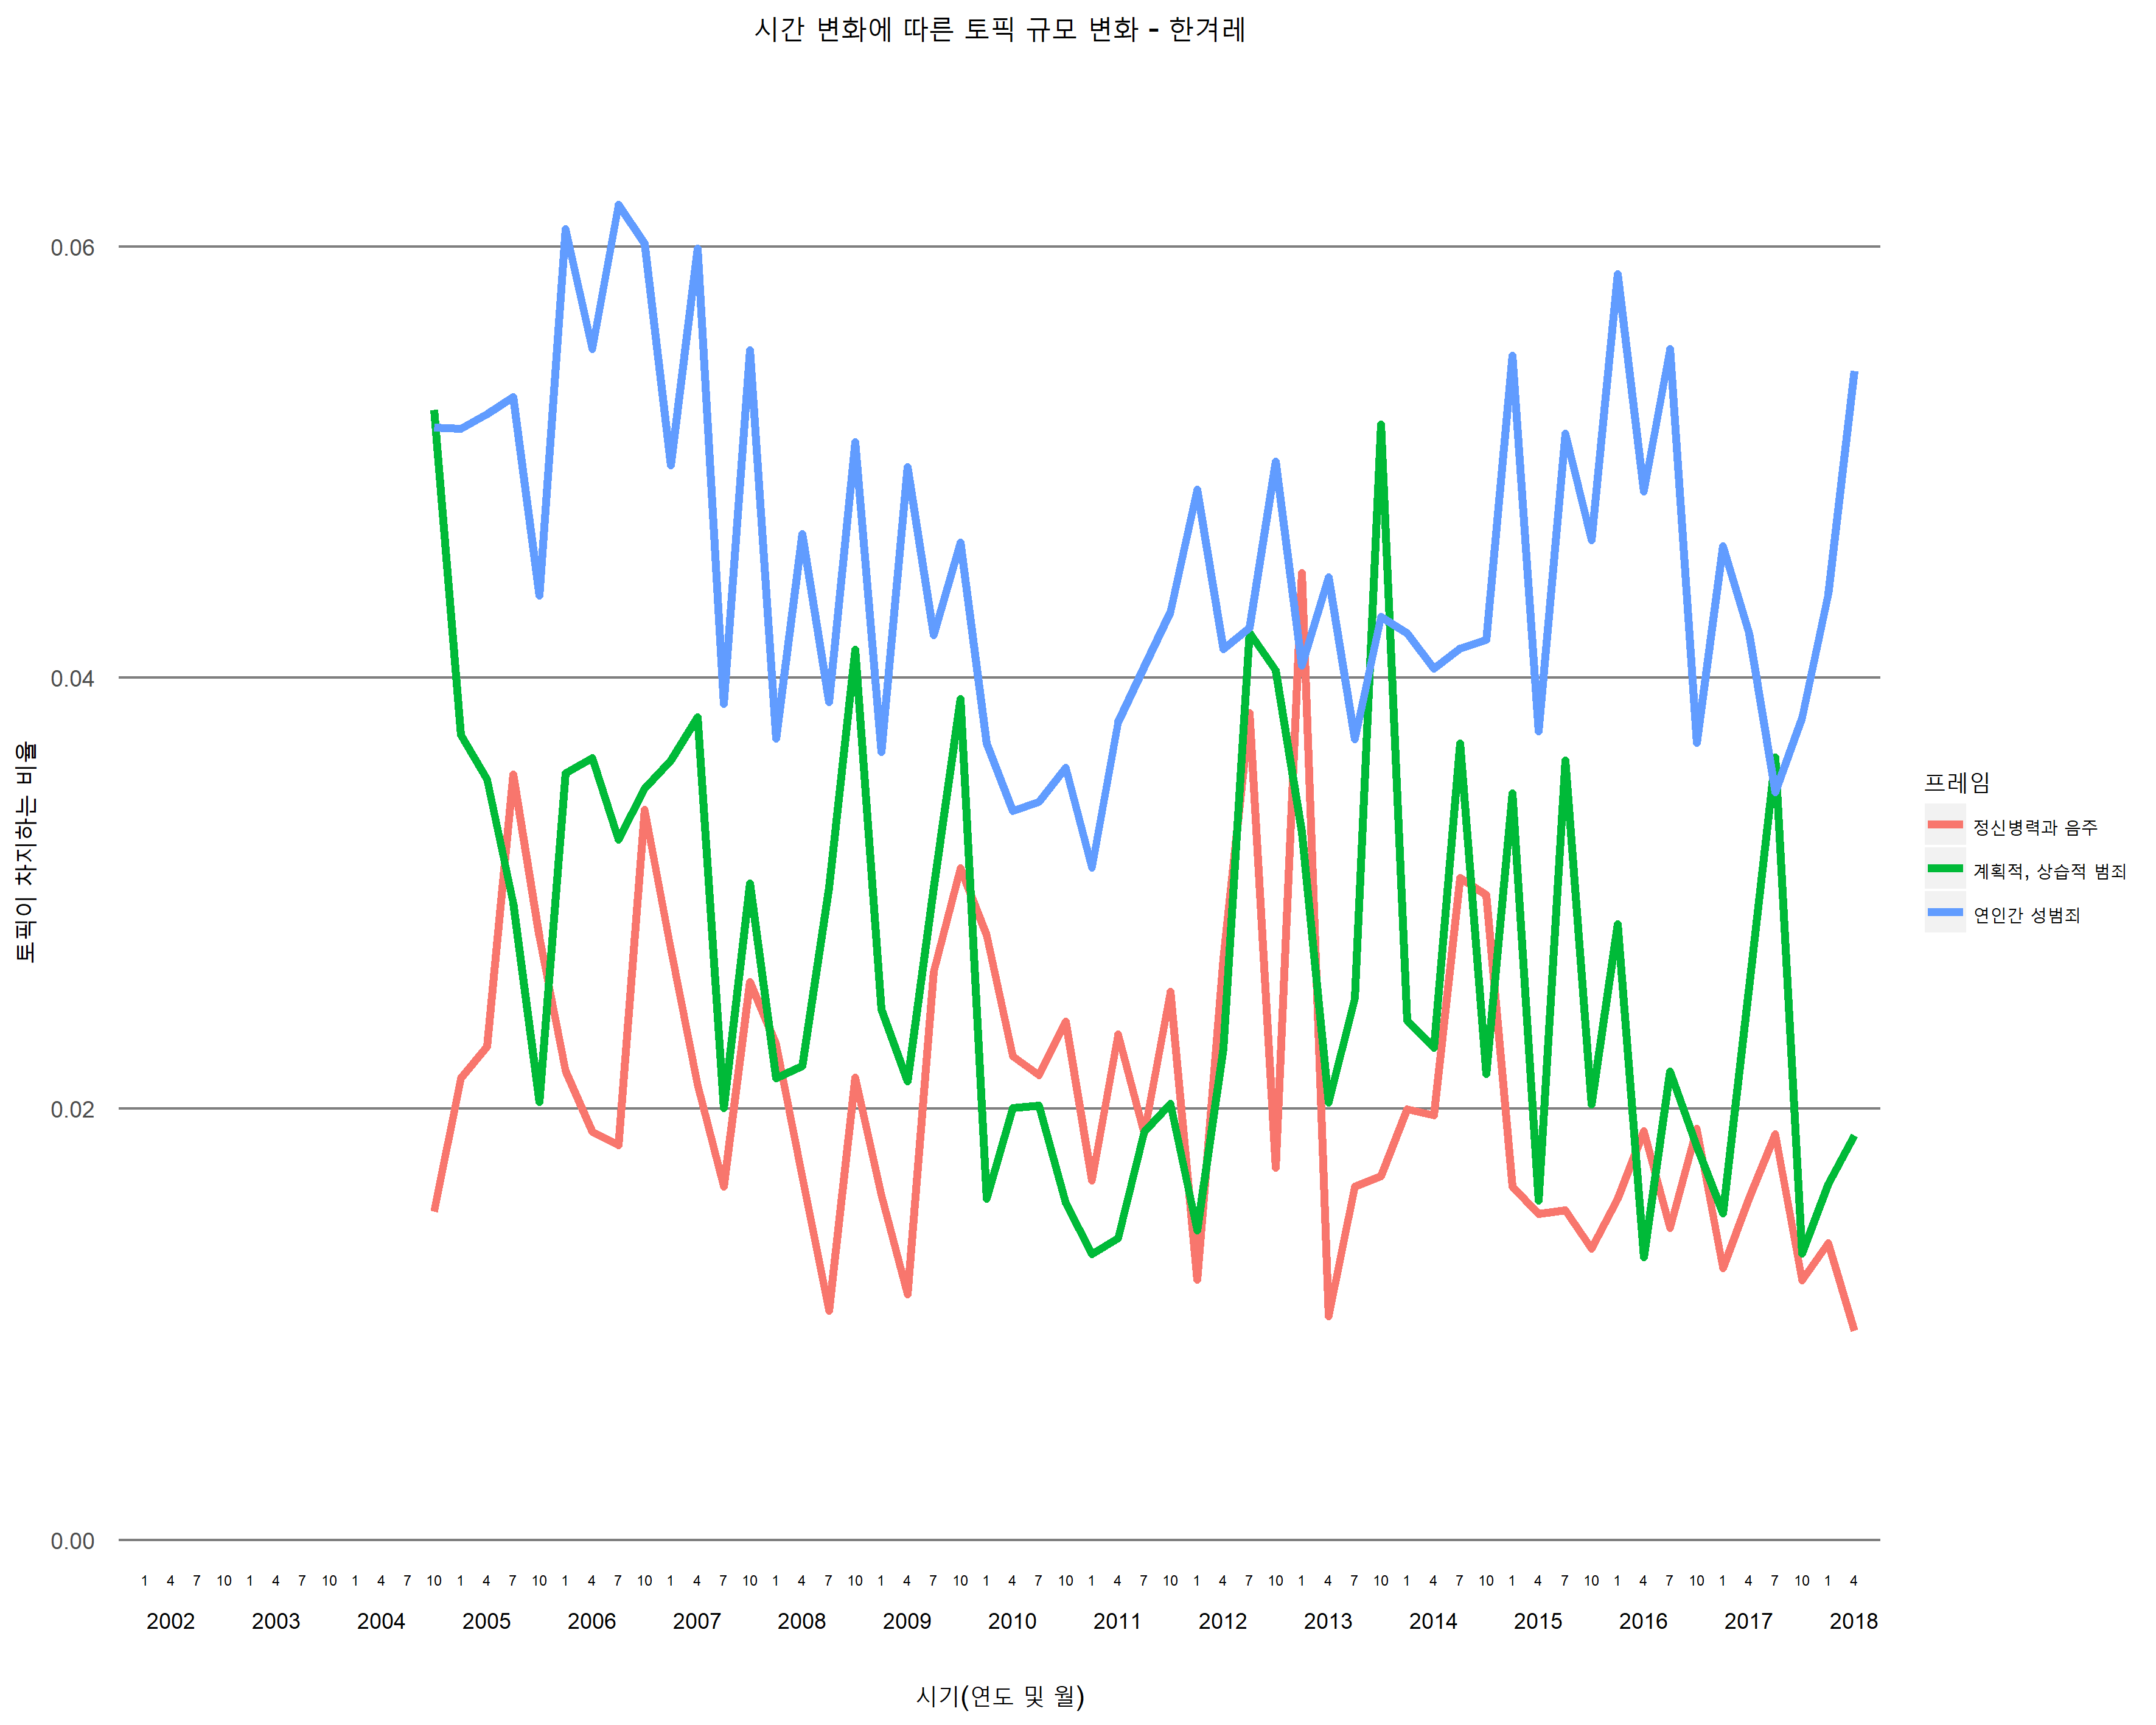 시간 변화에 따른 토픽 규모 변화 - 한겨레
토픽이 차지하는 비율
0.06
0.04
0.02
0.00
1 4 7 10 1 4 7 10 1 4 7 10 1 4 7 10 1 4 7 10 1 4 7 10 1 4 7 10 1 4 7 10 1 4 7 10 1 4 7 10 1 4 7 10 1 4 7 10 1 4 7 10 1 4 7 10 1 4 7 10 1 4 7 10 1 4
2002 2003 2004 2005 2006 2007 2008 2009 2010 2011 2012 2013 2014 2015 2016 2017 2018
시기(연도 및 월)
프레임
정신병력과 음주
계획적, 상습적 범죄
연인간 성범죄